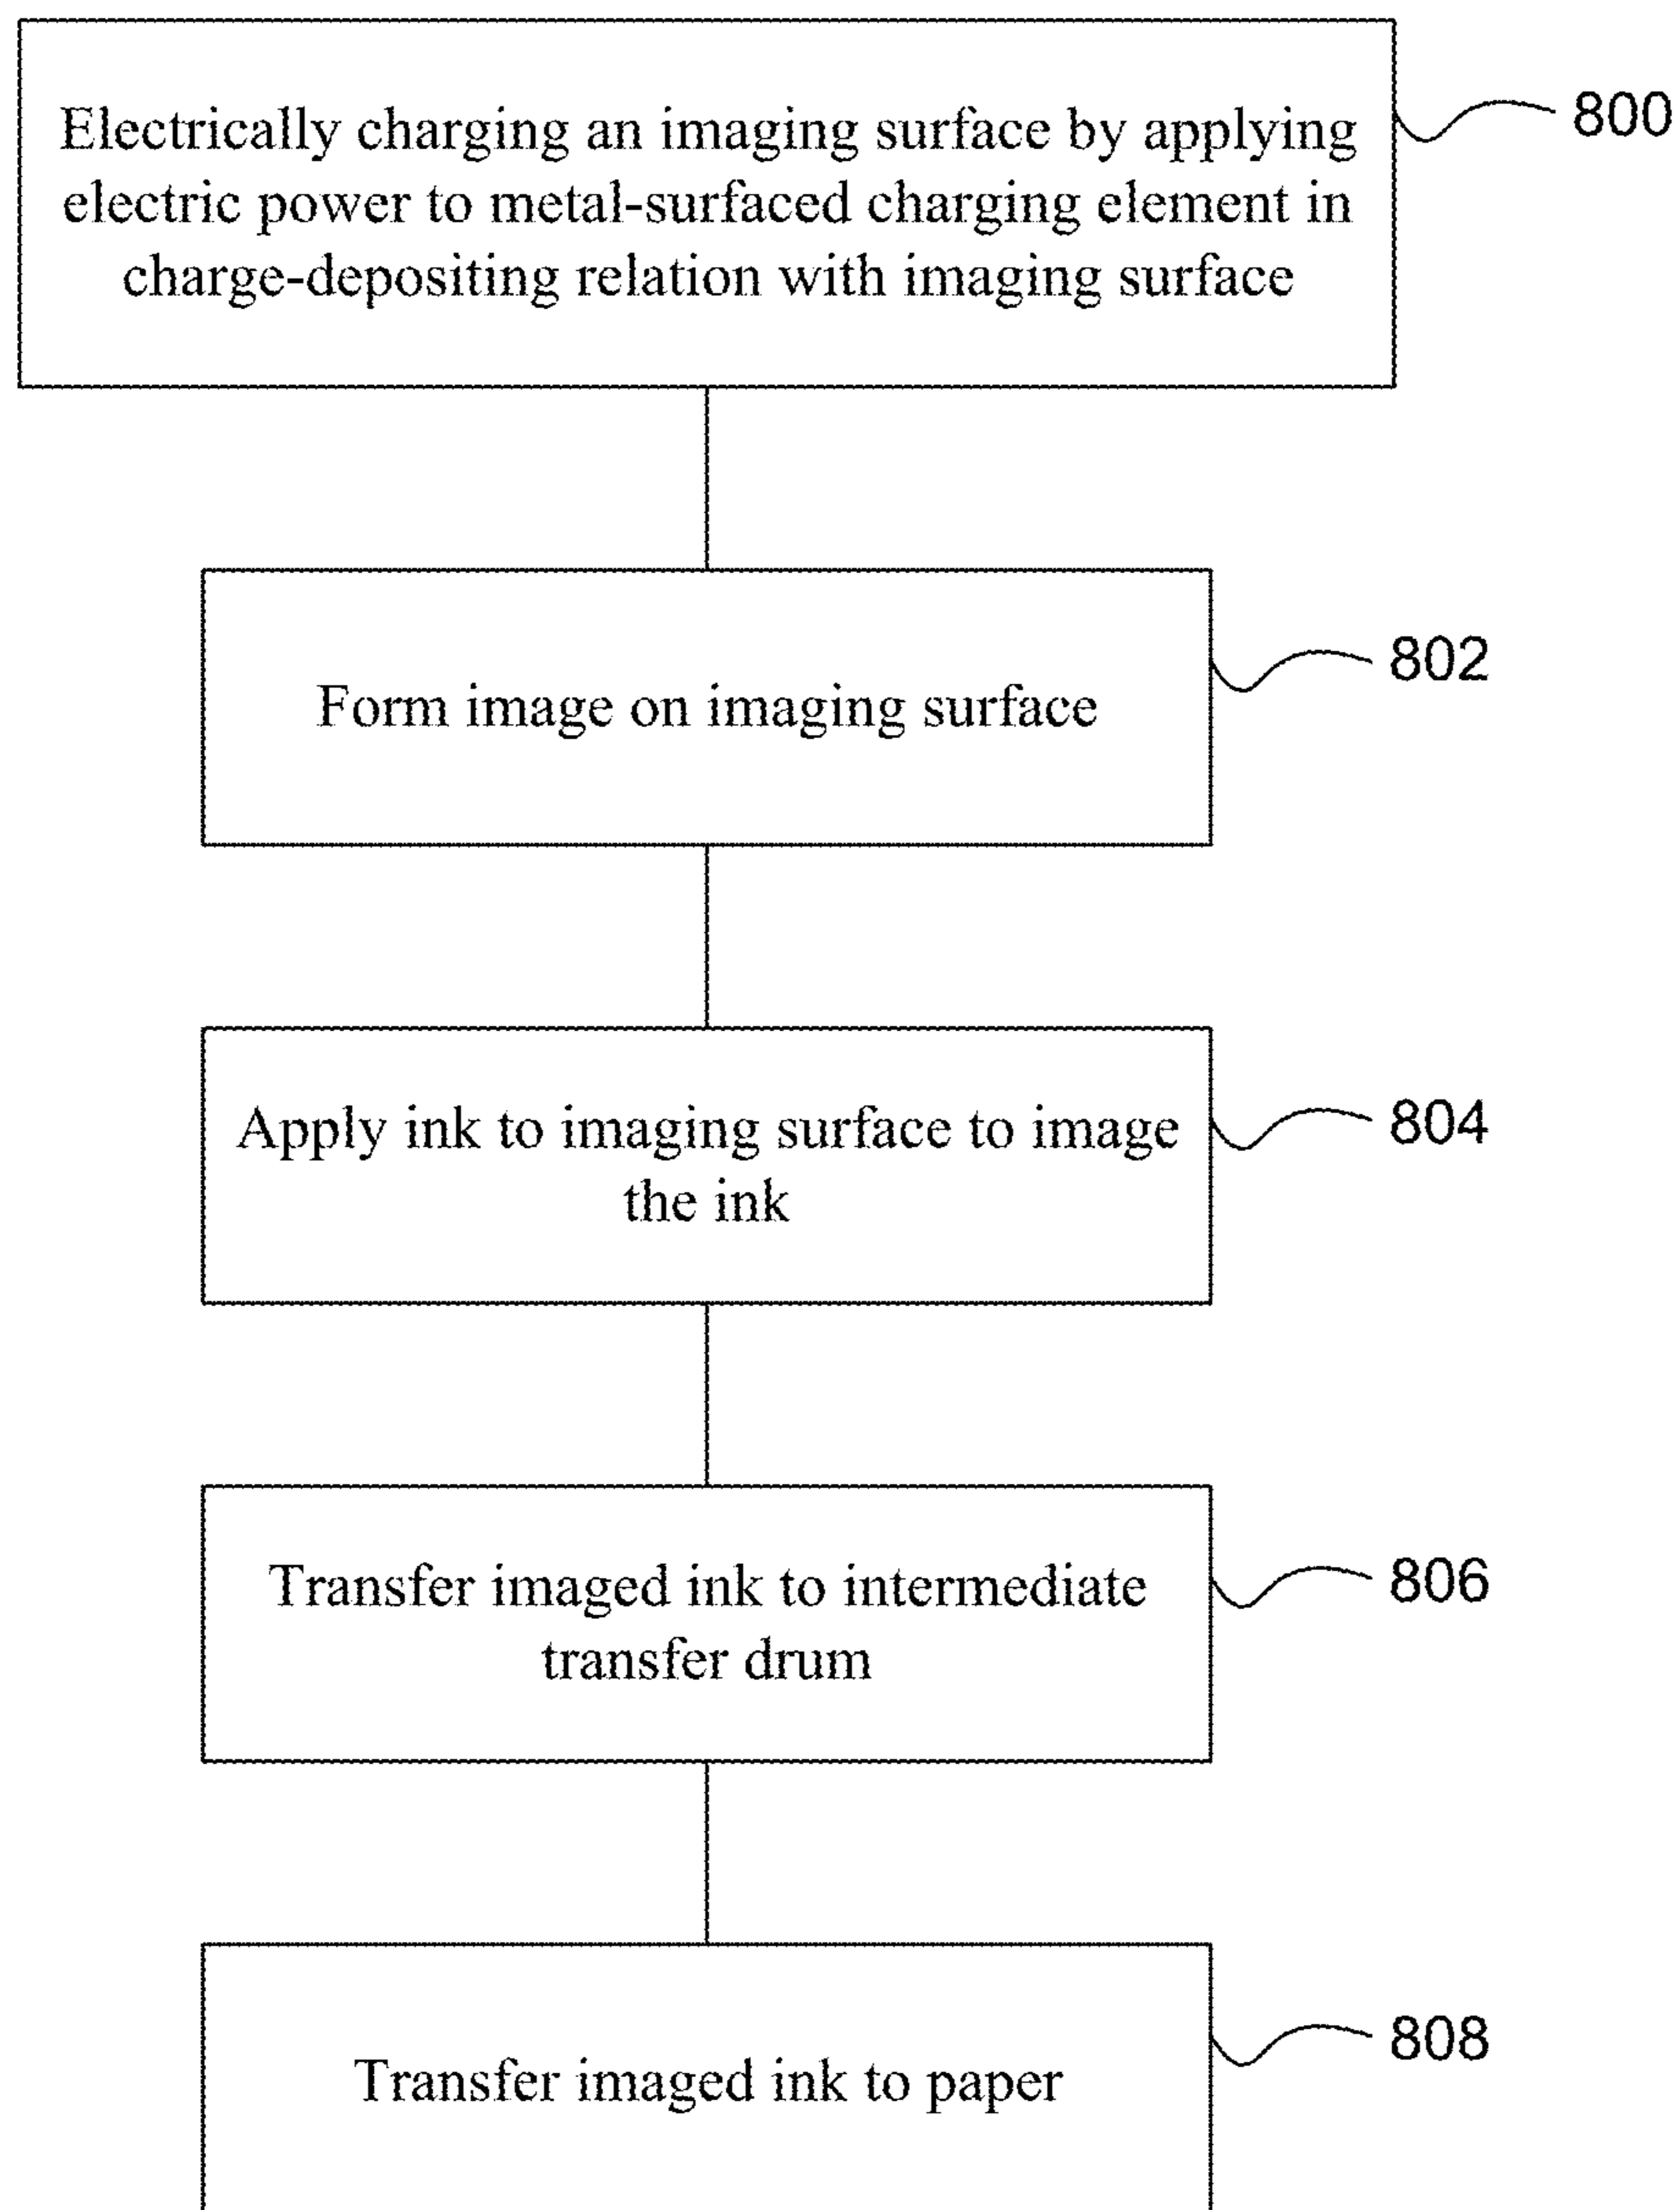 Electrically charging an imaging surface by applying
electric power to metal-surfaced charging element in
charge-depositing relation with imaging surface
800
Form image on imaging surface
802
Apply ink to imaging surface to image
the ink
804
Transfer imaged ink to intermediate
transfer drum
806
Transfer imaged ink to paper
808